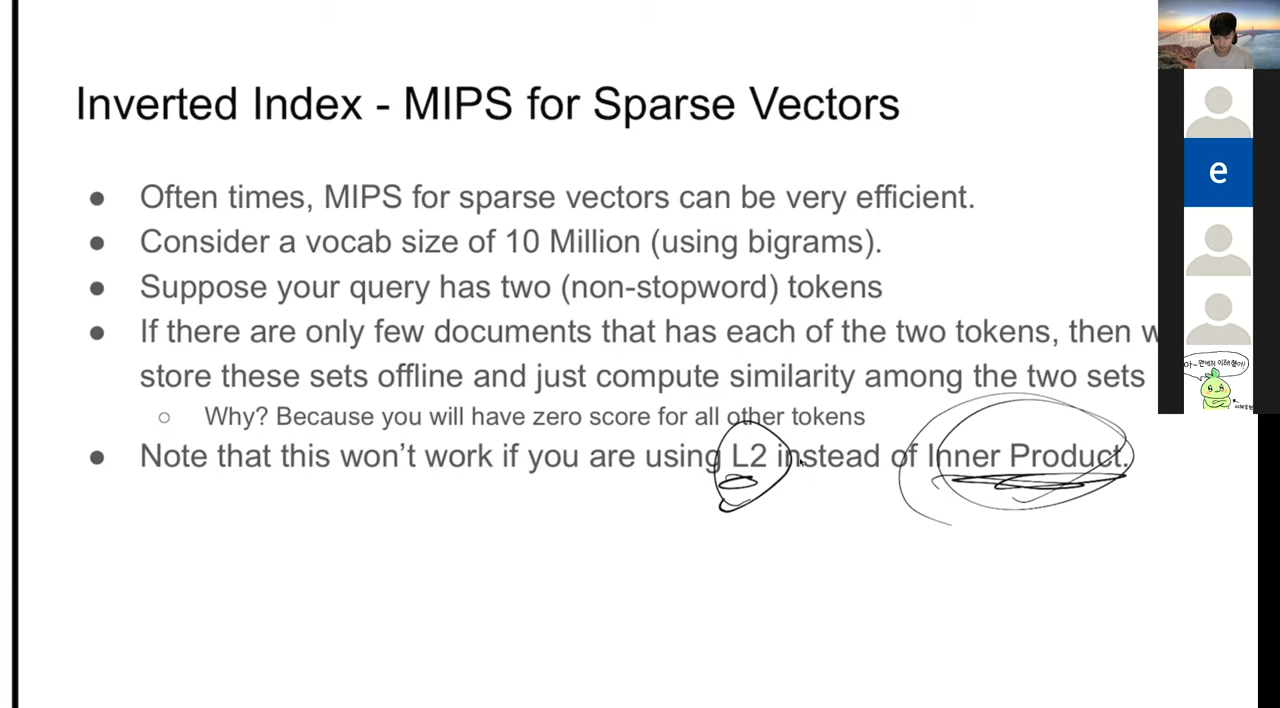 Inverted Index - MIPS for Sparse Vectors
● Often times, MIPS for sparse vectors can be very efficient.
● Consider a vocab size of 10 Million (using bigrams).
● Suppose your query has two (non-stopword) tokens
● If there are only few documents that has each of the two tokens, then w
store these sets offline and just compute similarity among the two sets
○ Why? Because you will have zero score for all other tokens
● Note that this won't work if you are using L2 instead of Inner Product.
e